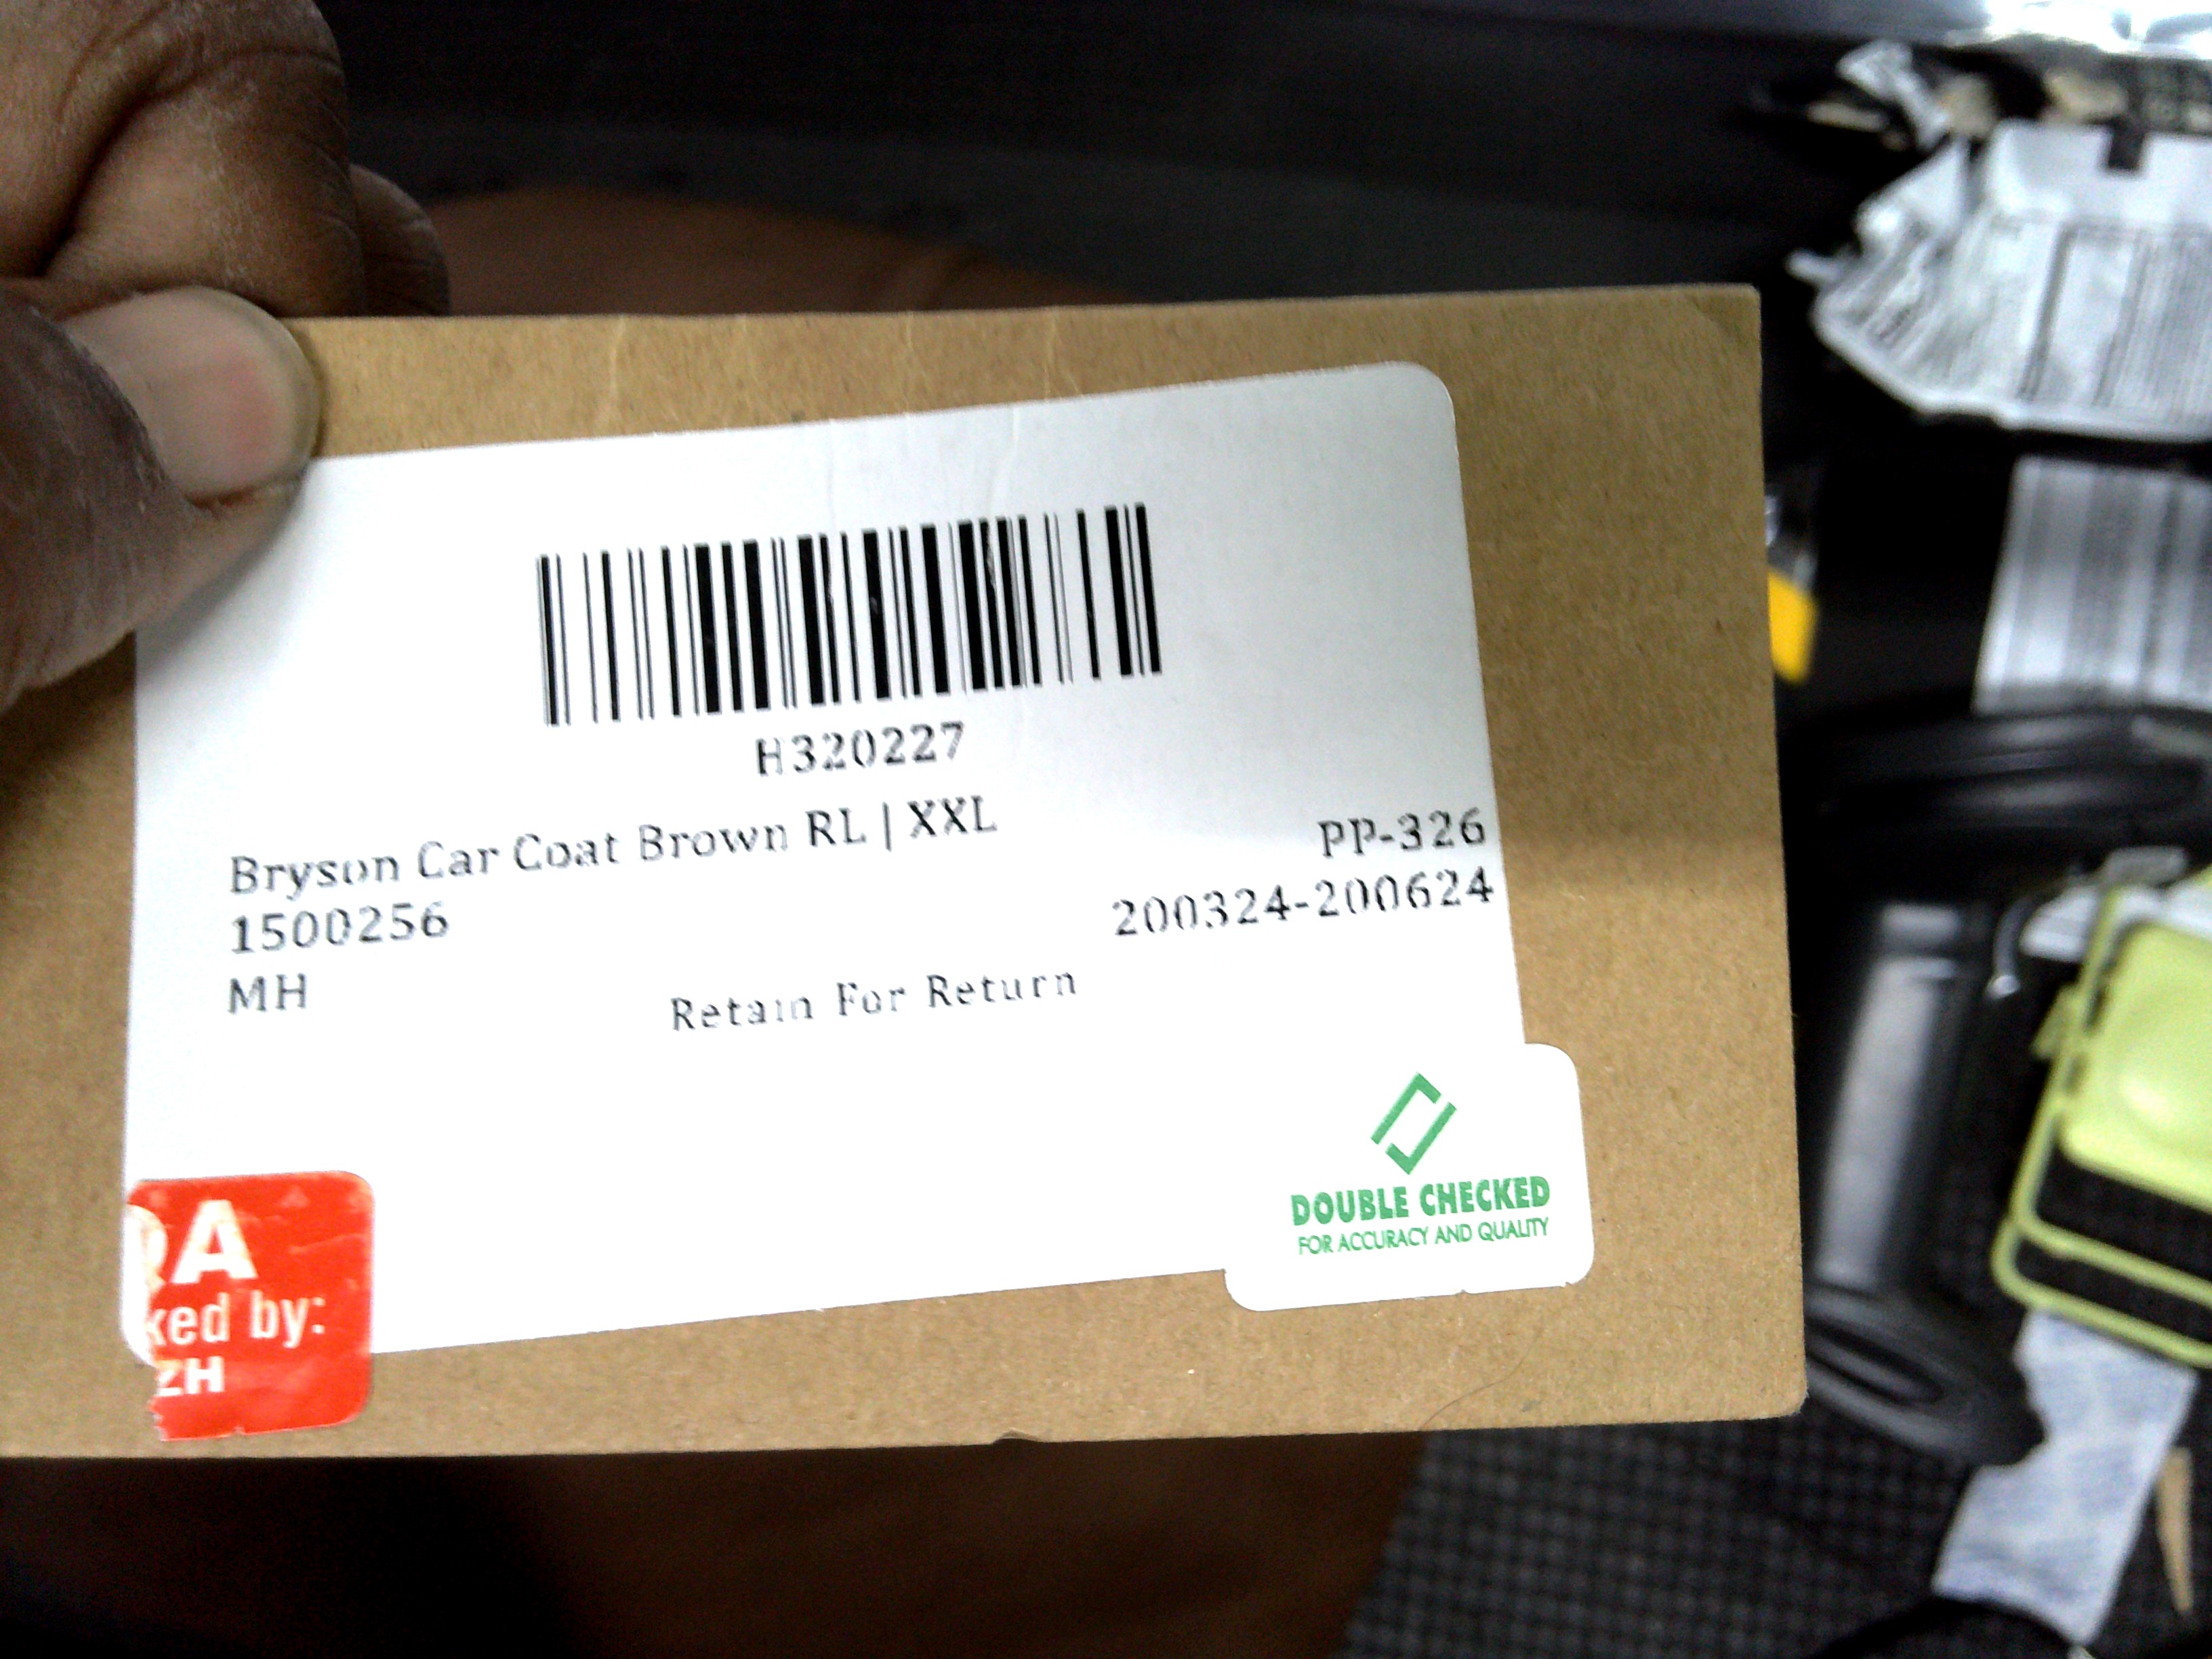 H320227
Bryson Car Coat Brown RL | XXL
PP-326
1500256
200324-200624
MH
Retain For Return
DOUBLE CHECKED
FOR ACCURACY AND QUALITY
QA
ked by:
ZH